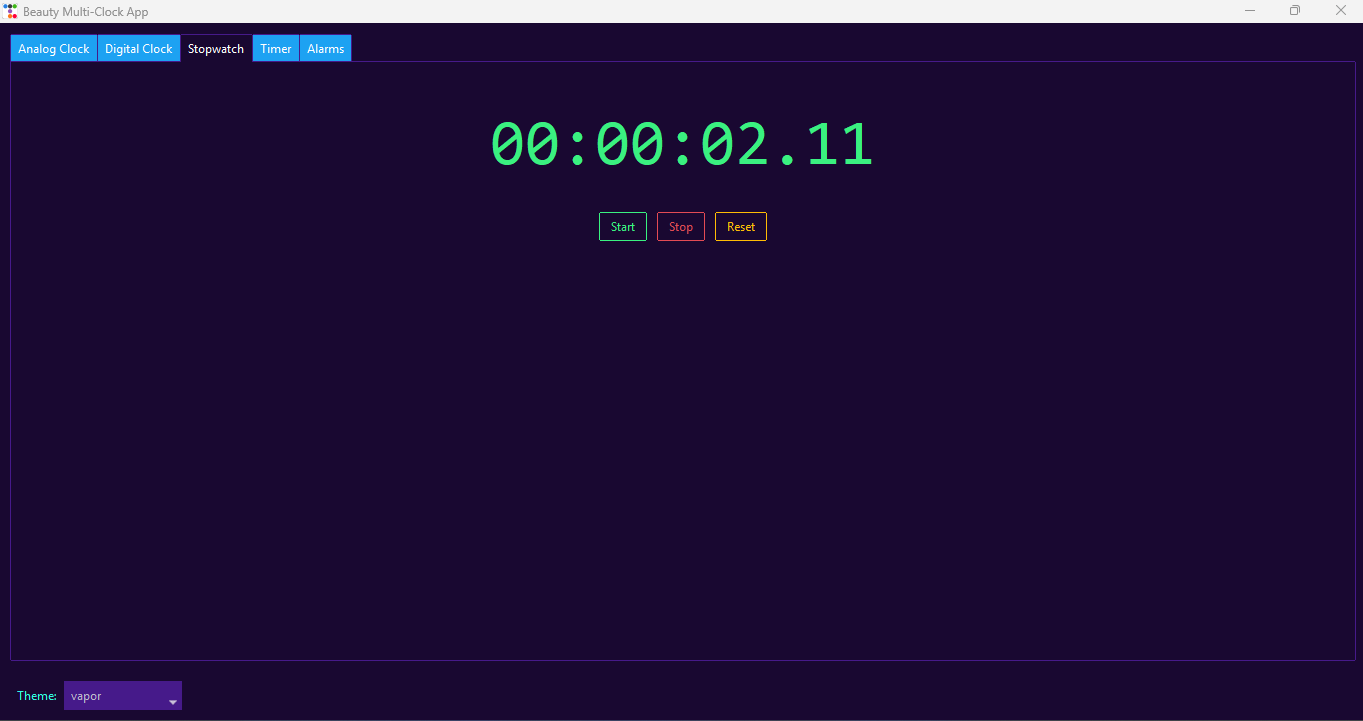 Beauty Multi-Clock App
Analog Clock Digital Clock Stopwatch Timer Alarms
00:00:02.11
Start Stop Reset
Theme: vapor